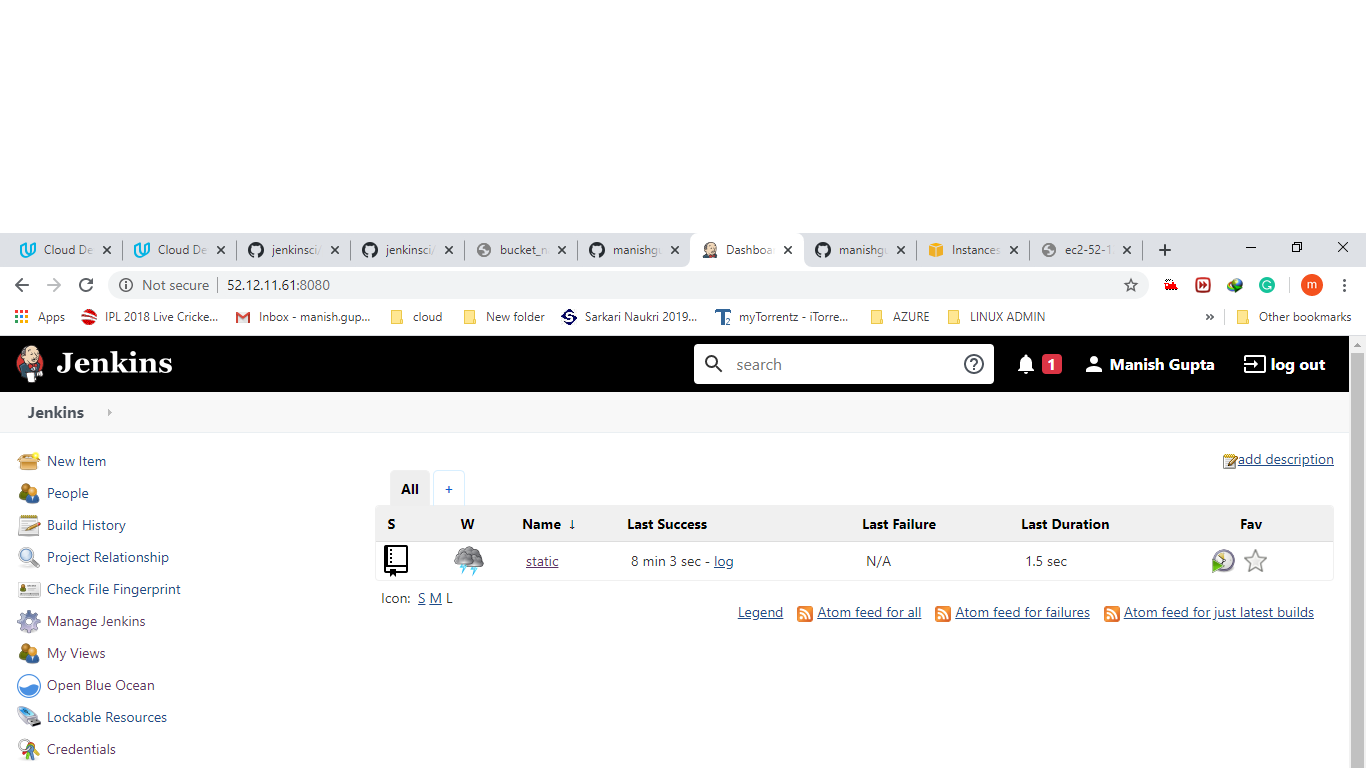 Cloud De jenkinsci/ jenkinsci/ bucket_n manishgu Dashboa manishgu Instances ec2-52-1
Not secure 52.12.11.61:8080 m
Apps IPL 2018 Live Cricke... Inbox - manish.gup... cloud New folder Sarkari Naukri 2019... myTorrentz - iTorre... AZURE LINUX ADMIN » Other bookmarks
Jenkins search 1 Manish Gupta log out
Jenkins
New Item
People
Build History
Project Relationship
Check File Fingerprint
Manage Jenkins
My Views
Open Blue Ocean
Lockable Resources
Credentials
add description
All +
S W Name ↓ Last Success Last Failure Last Duration Fav
static 8 min 3 sec - log N/A 1.5 sec
Icon: S M L
Legend Atom feed for all Atom feed for failures Atom feed for just latest builds